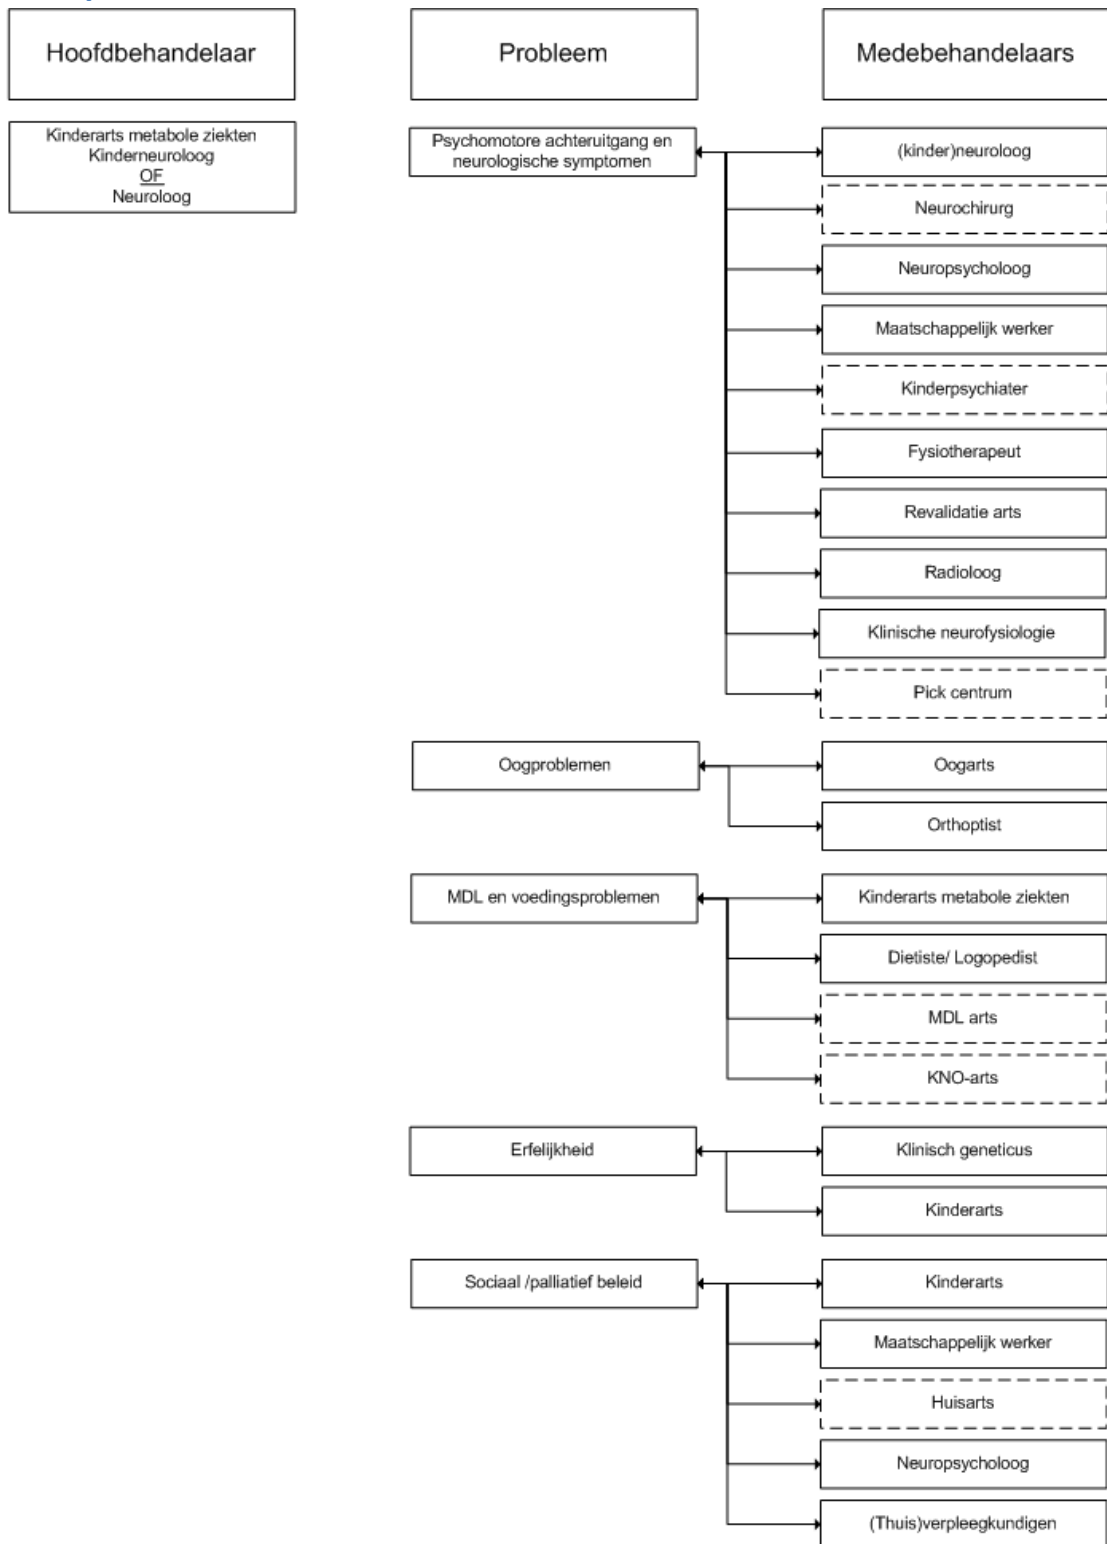 Hoofdbehandelaar
Probleem
Medebehandelaars
Kinderarts metabole ziekten
Kinderneuroloog
OF
Neuroloog
Psychomotore achteruitgang en
neurologische symptomen
(kinder)neuroloog
Neurochirurg
Neuropsycholoog
Maatschappelijk werker
Kinderpsychiater
Fysiotherapeut
Revalidatie arts
Radioloog
Klinische neurofysiologie
Pick centrum
Oogproblemen
Oogarts
Orthoptist
MDL en voedingsproblemen
Kinderarts metabole ziekten
Dietiste/ Logopedist
MDL arts
KNO-arts
Erfelijkheid
Klinisch geneticus
Kinderarts
Sociaal /palliatief beleid
Kinderarts
Maatschappelijk werker
Huisarts
Neuropsycholoog
(Thuis)verpleegkundigen